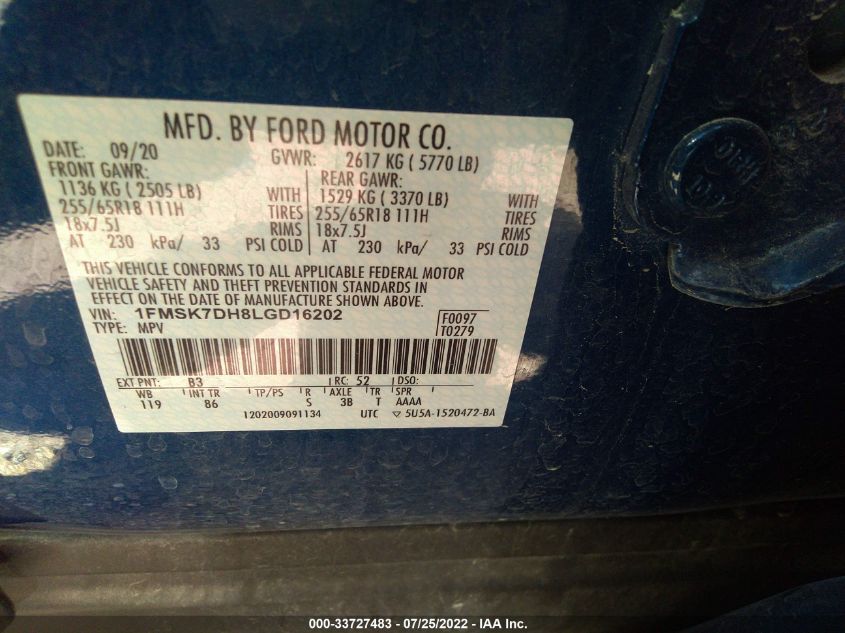 MFD. BY FORD MOTOR CO.
DATE: 09/20 GVWR: 2617 KG ( 5770 LB)
FRONT GAWR: REAR GAWR:
1136 KG ( 2505 LB) WITH 1529 KG ( 3370 LB) WITH
255/65R18 111H TIRES 255/65R18 111H TIRES
18x7.5J RIMS 18x7.5J RIMS
AT 230 kPa/ 33 PSI COLD AT 230 kPa/ 33 PSI COLD
THIS VEHICLE CONFORMS TO ALL APPLICABLE FEDERAL MOTOR
VEHICLE SAFETY AND THEFT PREVENTION STANDARDS IN
EFFECT ON THE DATE OF MANUFACTURE SHOWN ABOVE.
VIN: 1FMSK7DH8LGD16202 F0097
TYPE: MPV T0279
EXT PNT: B3 RC: 52 DSO:
WB INT TR TP/PS R AXLE TR SPR
119 86 S 3B T AAAA
1202009091134 UTC ▽ 5U5A-1520472-BA
000-33727483 - 07/25/2022 - IAA Inc.